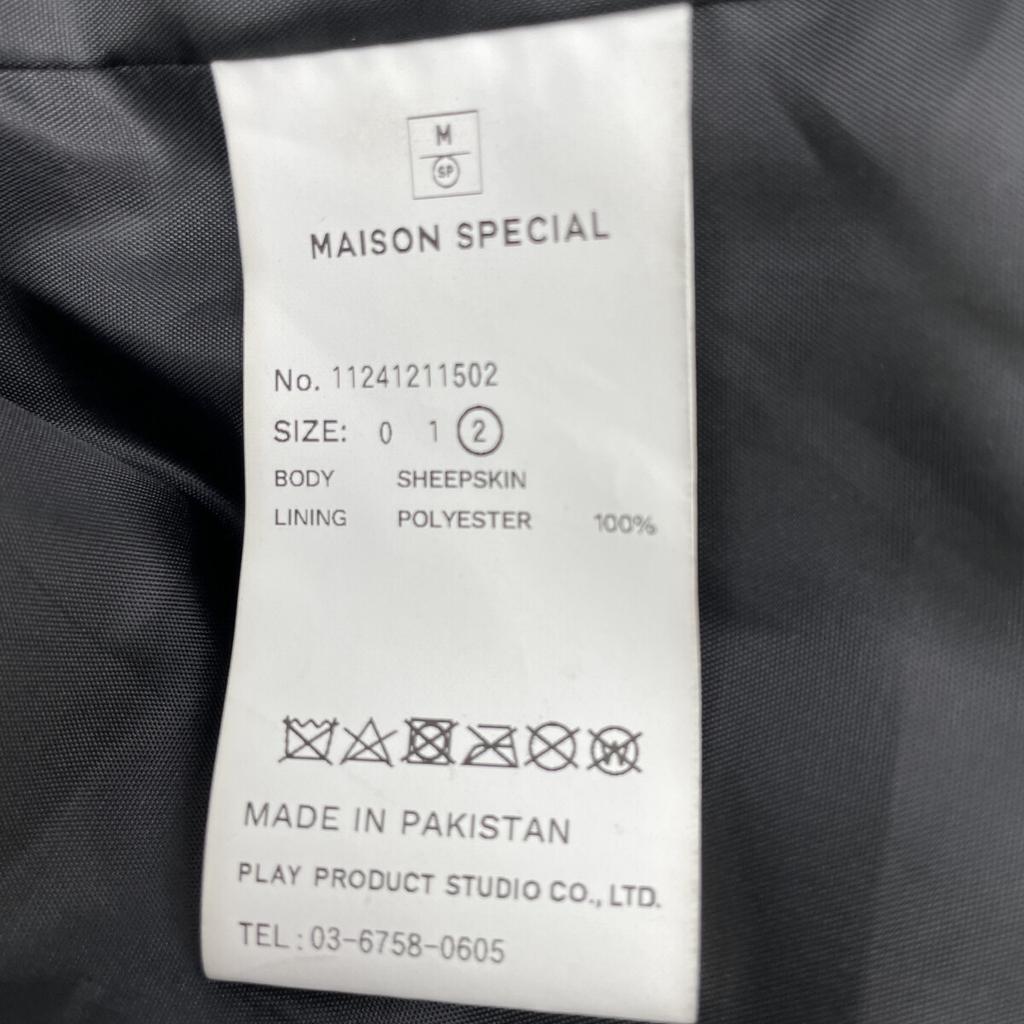 M
SP
MAISON SPECIAL
No. 11241211502
SIZE: 0 1 2
BODY SHEEPSKIN
LINING POLYESTER 100%
W
MADE IN PAKISTAN
PLAY PRODUCT STUDIO CO., LTD.
TEL : 03-6758-0605